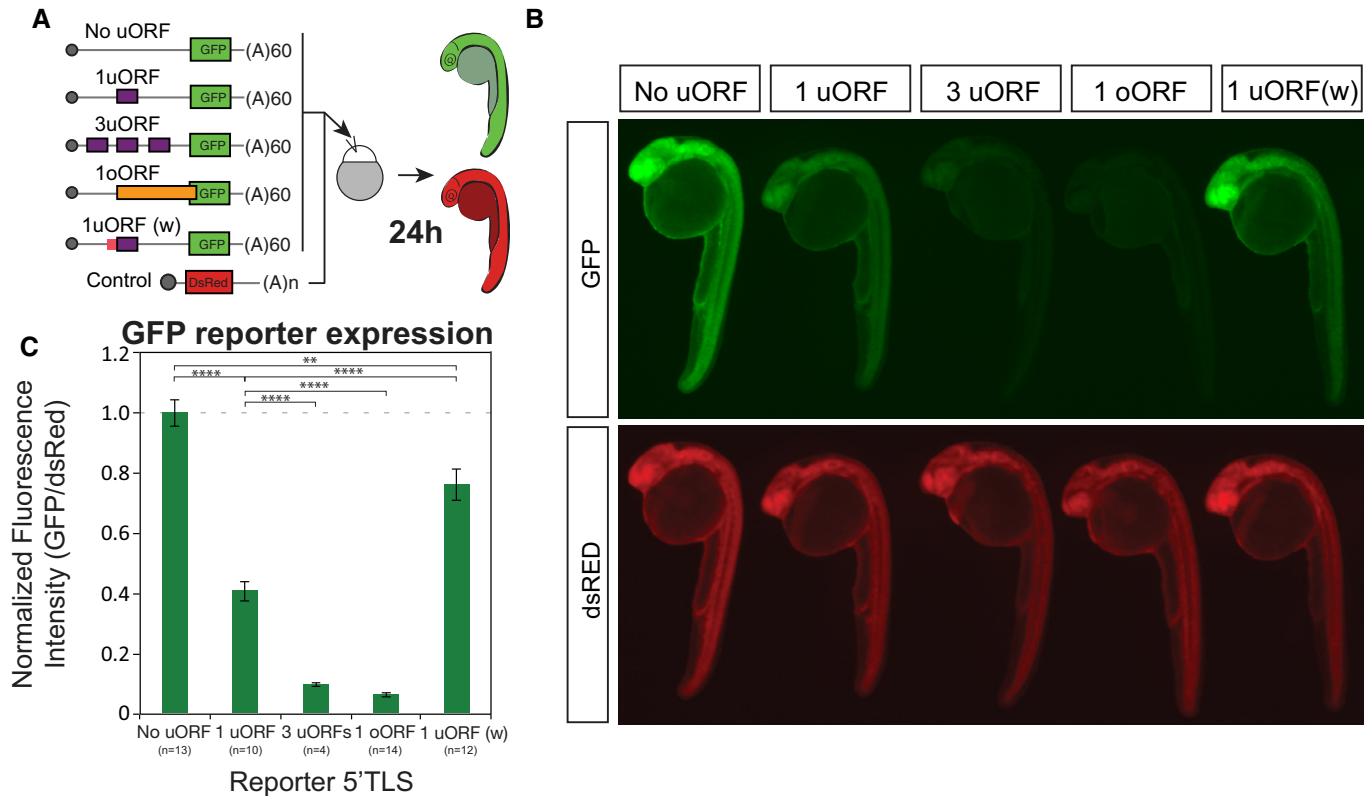 A
No uORF
GFP (A)60
1uORF
GFP (A)60
3uORF
GFP (A)60
1oORF
GFP (A)60
1uORF (w)
GFP (A)60
Control DsRed (A)n
24h
B
No uORF 1 uORF 3 uORF 1 oORF 1 uORF(w)
GFP
dsRED
C
GFP reporter expression
Normalized Fluorescence
Intensity (GFP/dsRed)
1.2
1.0
0.8
0.6
0.4
0.2
0
**
**** ****
****
****
No uORF 1 uORF 3 uORFs 1 oORF 1 uORF (w)
(n=13) (n=10) (n=4) (n=14) (n=12)
Reporter 5'TLS